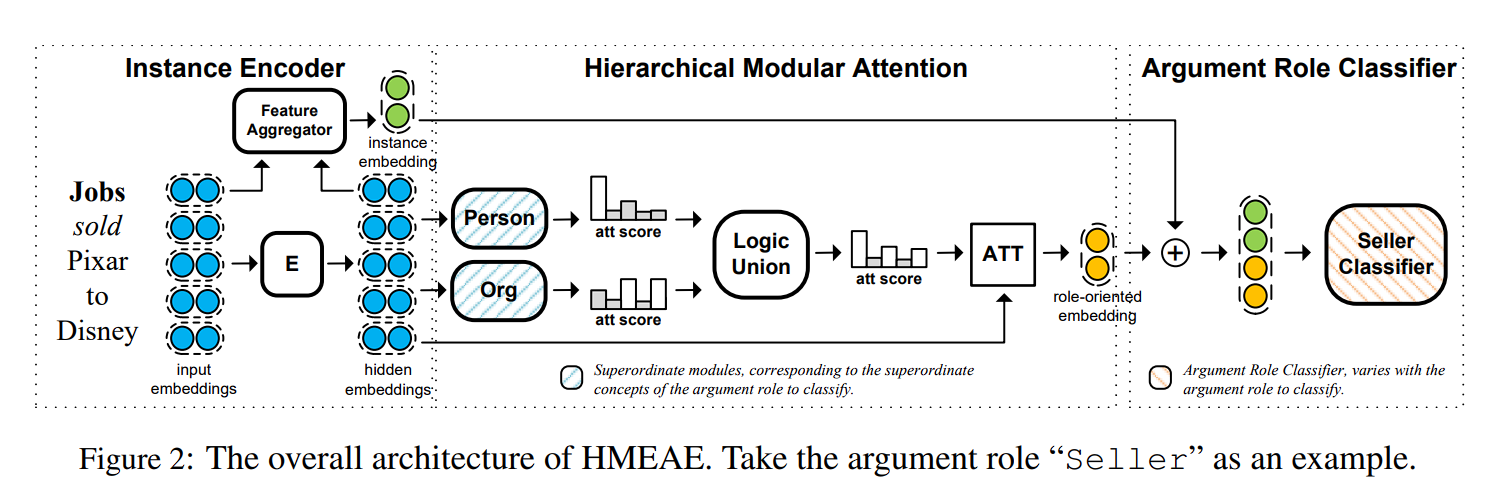 Instance Encoder
Hierarchical Modular Attention
Argument Role Classifier
Feature
Aggregator
instance
embedding
Jobs
sold
Pixar
to
Disney
E
input
embeddings
hidden
embeddings
Person
att score
Org
att score
Logic
Union
att score
ATT
role-oriented
embedding
+
Seller
Classifier
Superordinate modules, corresponding to the superordinate
concepts of the argument role to classify.
Argument Role Classifier, varies with the
argument role to classify.
Figure 2: The overall architecture of HMEAE. Take the argument role “Seller” as an example.